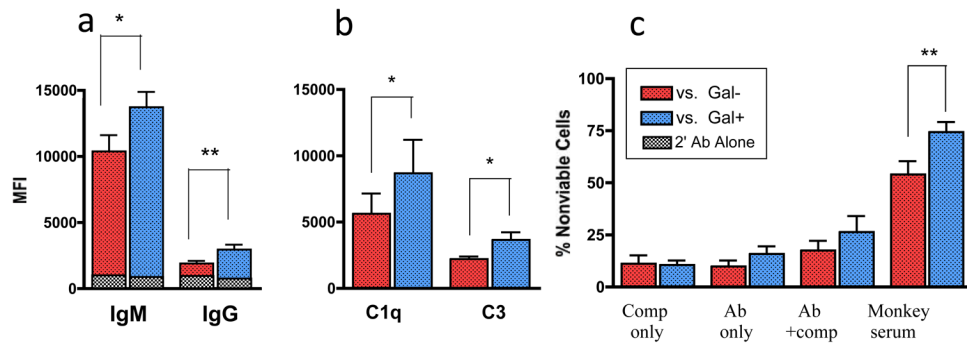 a
*
**
MFI
15000
10000
5000
0
IgM
IgG
b
*
*
15000
10000
5000
0
C1q
C3
c
**
% Nonviable Cells
100
75
50
25
0
vs. Gal-
vs. Gal+
2' Ab Alone
Comp
only
Ab
only
Ab
+comp
Monkey
serum